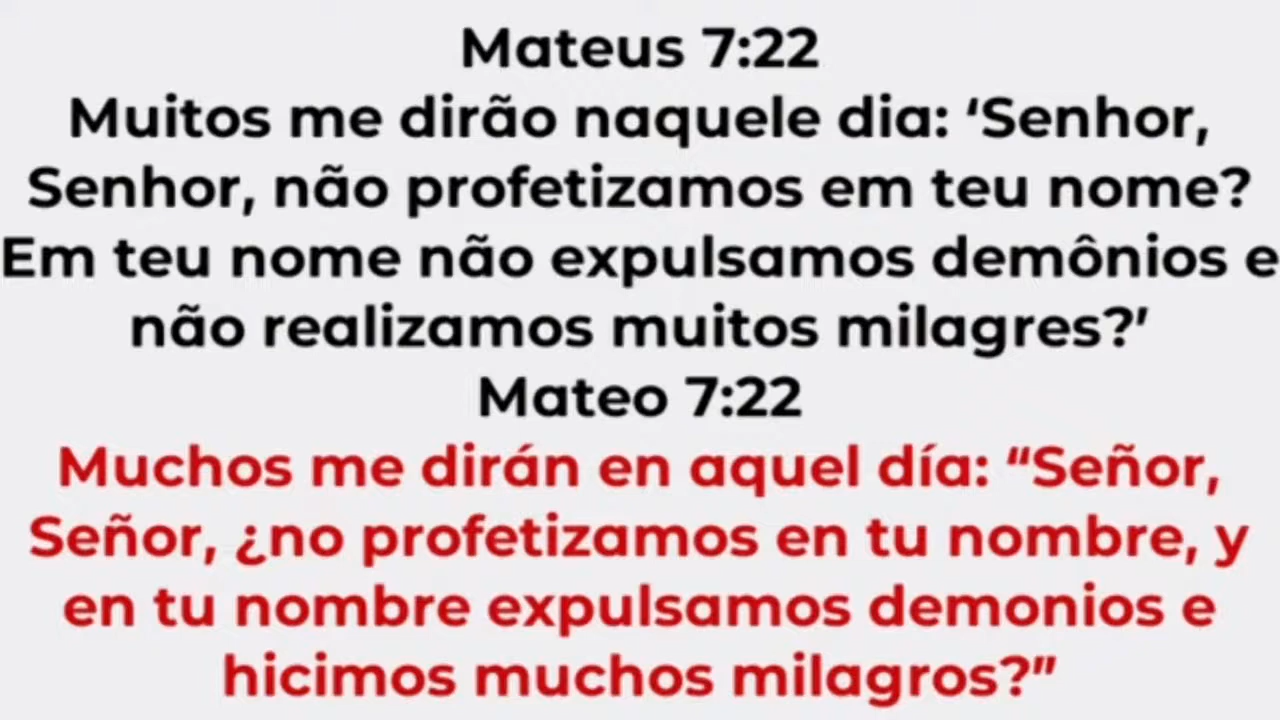 Mateus 7:22
Muitos me dirão naquele dia: ‘Senhor,
Senhor, não profetizamos em teu nome?
Em teu nome não expulsamos demônios e
não realizamos muitos milagres?’
Mateo 7:22
Muchos me dirán en aquel día: “Señor,
Señor, ¿no profetizamos en tu nombre, y
en tu nombre expulsamos demonios e
hicimos muchos milagros?”